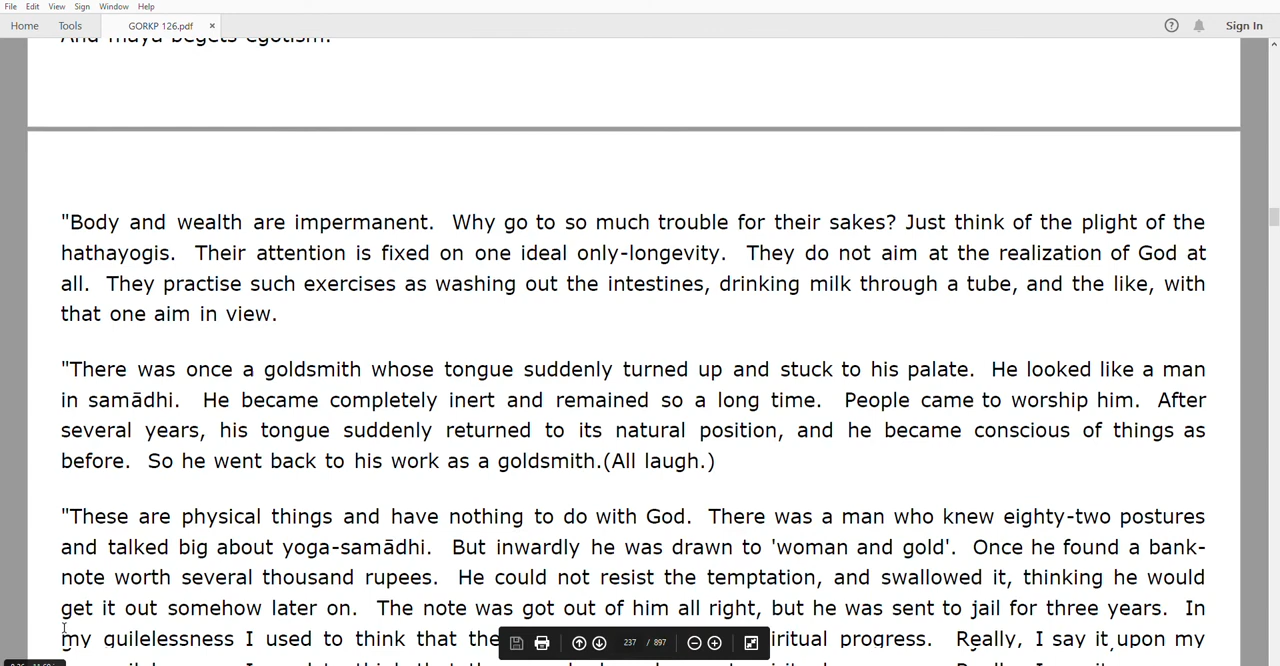 File Edit View Sign Window Help
Home Tools GORKP 126.pdf × Sign In
And maya begets egotism.
"Body and wealth are impermanent. Why go to so much trouble for their sakes? Just think of the plight of the
hathayogis. Their attention is fixed on one ideal only-longevity. They do not aim at the realization of God at
all. They practise such exercises as washing out the intestines, drinking milk through a tube, and the like, with
that one aim in view.
"There was once a goldsmith whose tongue suddenly turned up and stuck to his palate. He looked like a man
in samādhi. He became completely inert and remained so a long time. People came to worship him. After
several years, his tongue suddenly returned to its natural position, and he became conscious of things as
before. So he went back to his work as a goldsmith.(All laugh.)
"These are physical things and have nothing to do with God. There was a man who knew eighty-two postures
and talked big about yoga-samādhi. But inwardly he was drawn to 'woman and gold'. Once he found a bank-
note worth several thousand rupees. He could not resist the temptation, and swallowed it, thinking he would
get it out somehow later on. The note was got out of him all right, but he was sent to jail for three years. In
my guilelessness I used to think that the progress. Really, I say it upon my
237 / 897